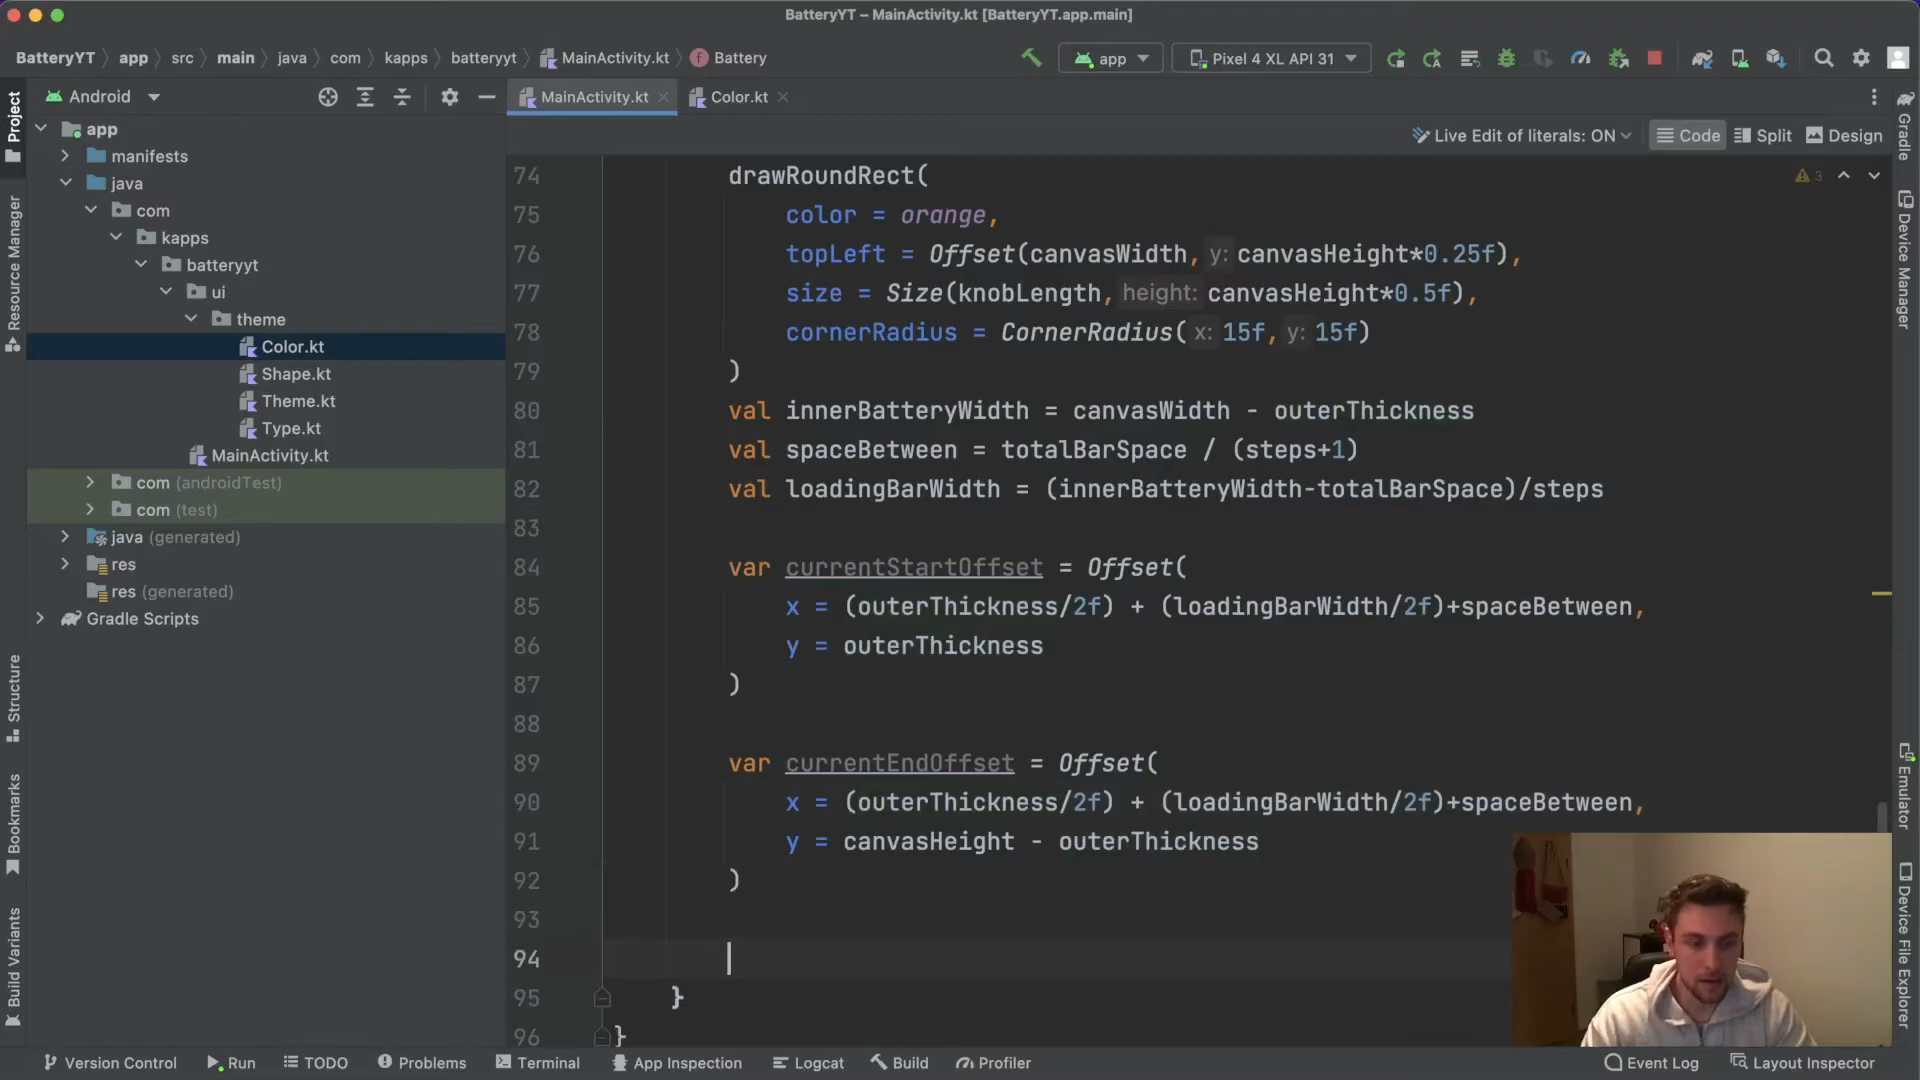 BatteryYT – MainActivity.kt [BatteryYT.app.main]
BatteryYT app src main java com kapps batteryyt MainActivity.kt Battery
app Pixel 4 XL API 31
Android
MainActivity.kt Color.kt
Live Edit of literals: ON Code Split Design
Project
Resource Manager
Structure
Bookmarks
Build Variants
app
manifests
java
com
kapps
batteryyt
ui
theme
Color.kt
Shape.kt
Theme.kt
Type.kt
MainActivity.kt
com (androidTest)
com (test)
java (generated)
res
res (generated)
Gradle Scripts
3
74 drawRoundRect(
75 color = orange,
76 topLeft = Offset(canvasWidth, y: canvasHeight*0.25f),
77 size = Size(knobLength, height: canvasHeight*0.5f),
78 cornerRadius = CornerRadius( x: 15f, y: 15f)
79 )
80 val innerBatteryWidth = canvasWidth - outerThickness
81 val spaceBetween = totalBarSpace / (steps+1)
82 val loadingBarWidth = (innerBatteryWidth-totalBarSpace)/steps
83
84 var currentStartOffset = Offset(
85 x = (outerThickness/2f) + (loadingBarWidth/2f)+spaceBetween,
86 y = outerThickness
87 )
88
89 var currentEndOffset = Offset(
90 x = (outerThickness/2f) + (loadingBarWidth/2f)+spaceBetween,
91 y = canvasHeight - outerThickness
92 )
93
94
95 }
96 }
Gradle
Device Manager
Emulator
Device File Explorer
Version Control Run TODO Problems Terminal App Inspection Logcat Build Profiler Event Log Layout Inspector